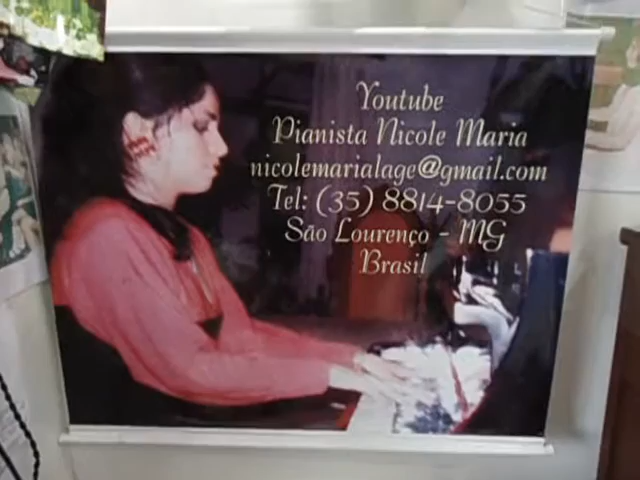 Youtube
Pianista Nicole Maria
nicolemarialage@gmail.com
Tel: (35) 8814-8055
São Lourenço - MG
Brasil